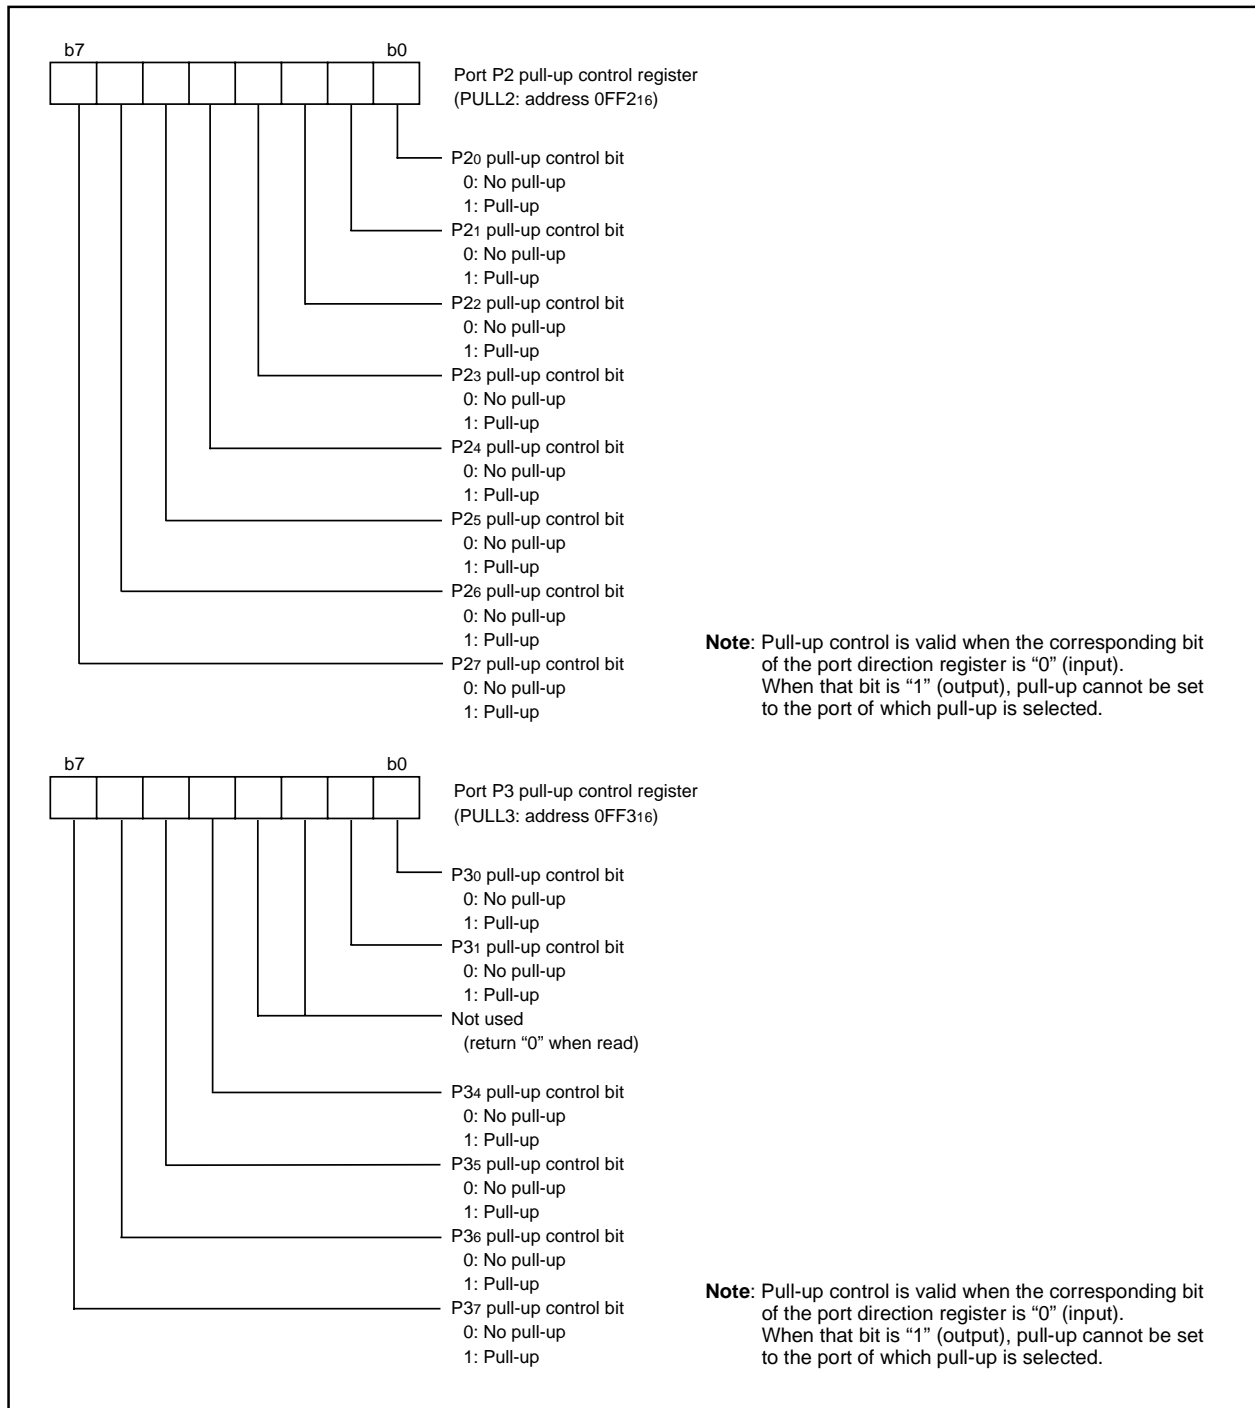 b7 b0
Port P2 pull-up control register
(PULL2: address 0FF216)
P20 pull-up control bit
0: No pull-up
1: Pull-up
P21 pull-up control bit
0: No pull-up
1: Pull-up
P22 pull-up control bit
0: No pull-up
1: Pull-up
P23 pull-up control bit
0: No pull-up
1: Pull-up
P24 pull-up control bit
0: No pull-up
1: Pull-up
P25 pull-up control bit
0: No pull-up
1: Pull-up
P26 pull-up control bit
0: No pull-up
1: Pull-up
P27 pull-up control bit
0: No pull-up
1: Pull-up
Note: Pull-up control is valid when the corresponding bit
of the port direction register is “0” (input).
When that bit is “1” (output), pull-up cannot be set
to the port of which pull-up is selected.
b7 b0
Port P3 pull-up control register
(PULL3: address 0FF316)
P30 pull-up control bit
0: No pull-up
1: Pull-up
P31 pull-up control bit
0: No pull-up
1: Pull-up
Not used
(return “0” when read)
P34 pull-up control bit
0: No pull-up
1: Pull-up
P35 pull-up control bit
0: No pull-up
1: Pull-up
P36 pull-up control bit
0: No pull-up
1: Pull-up
P37 pull-up control bit
0: No pull-up
1: Pull-up
Note: Pull-up control is valid when the corresponding bit
of the port direction register is “0” (input).
When that bit is “1” (output), pull-up cannot be set
to the port of which pull-up is selected.